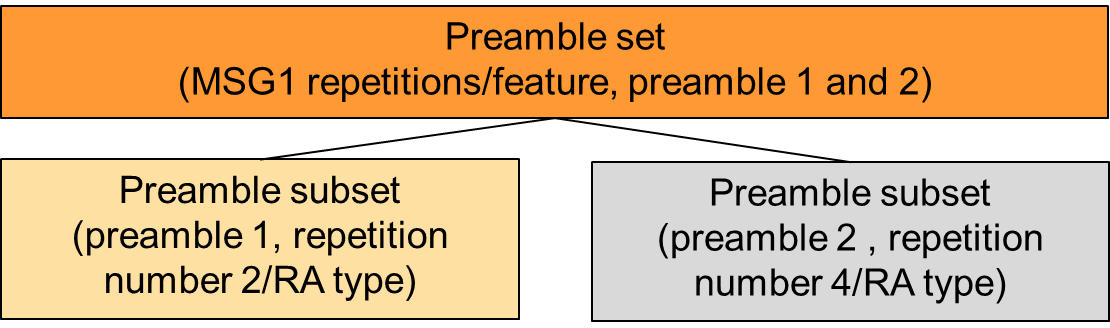 Preamble set
(MSG1 repetitions/feature, preamble 1 and 2)
Preamble subset
(preamble 1, repetition
number 2/RA type)
Preamble subset
(preamble 2 , repetition
number 4/RA type)